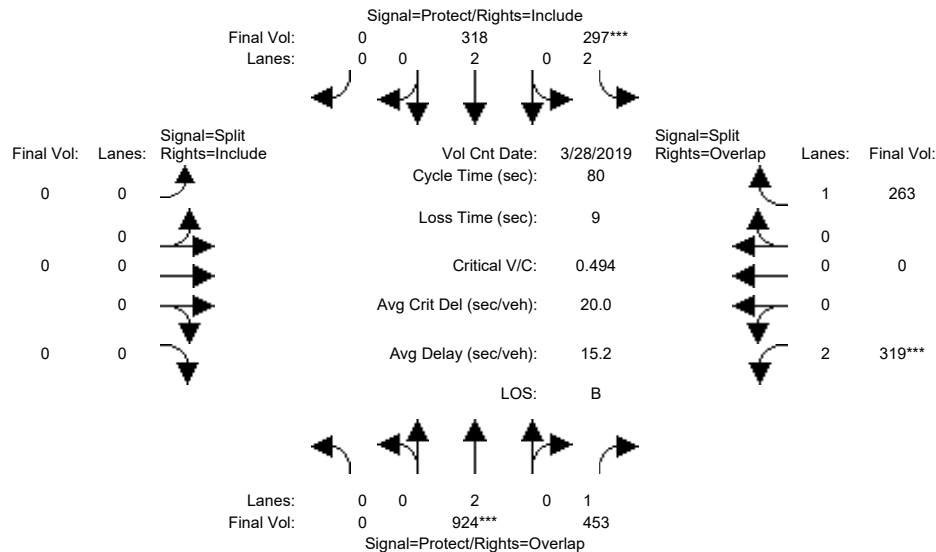 Signal=Protect/Rights=Include
Final Vol: 0 318 297***
Lanes: 0 0 2 0 2
Signal=Split
Final Vol: Lanes: Rights=Include
Vol Cnt Date: 3/28/2019
Signal=Split
Rights=Overlap Lanes: Final Vol:
Cycle Time (sec): 80
0 0
1 263
Loss Time (sec): 9
0
0
0 0
Critical V/C: 0.494
0 0
0
Avg Crit Del (sec/veh): 20.0
0
0 0
Avg Delay (sec/veh): 15.2
2 319***
LOS: B
Lanes: 0 0 2 0 1
Final Vol: 0 924*** 453
Signal=Protect/Rights=Overlap